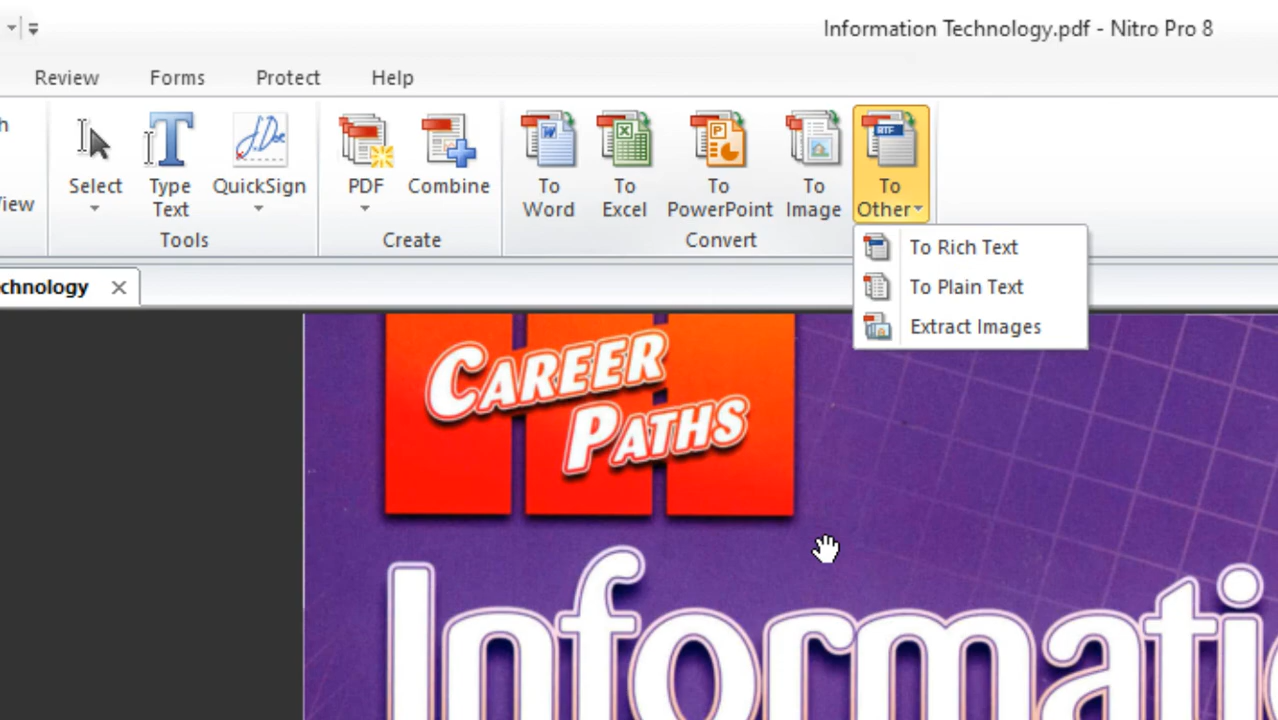 Information Technology.pdf - Nitro Pro 8
Review Forms Protect Help
Select
Type Text
QuickSign
Tools
PDF
Combine
Create
To Word
To Excel
To PowerPoint
To Image
To Other
Convert
RTF
To Rich Text
To Plain Text
Extract Images
chnology
CAREER
PATHS
Informati